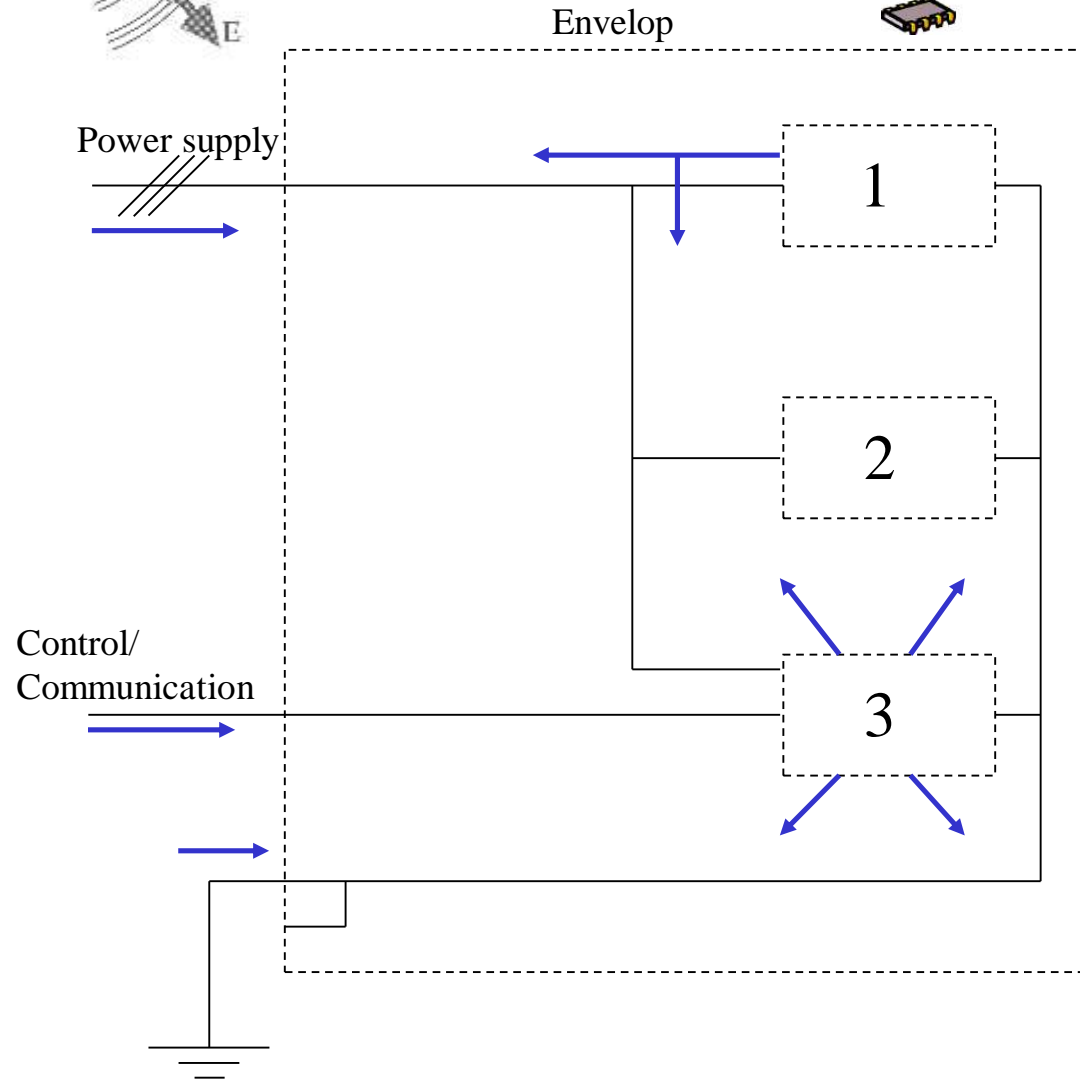 E
Envelop
Power supply
1
2
Control/
Communication
3